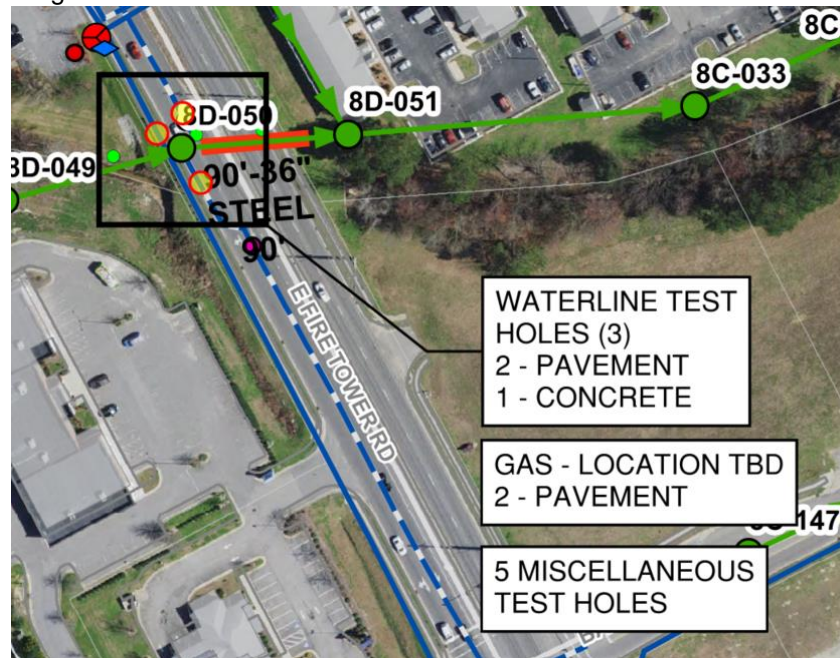 8C
8D-050
8D-051
8C-033
8D-049
90'-36"
STEEL
90'
E FIRE TOWER RD
WATERLINE TEST
HOLES (3)
2 - PAVEMENT
1 - CONCRETE
GAS - LOCATION TBD
2 - PAVEMENT
147
5 MISCELLANEOUS
TEST HOLES